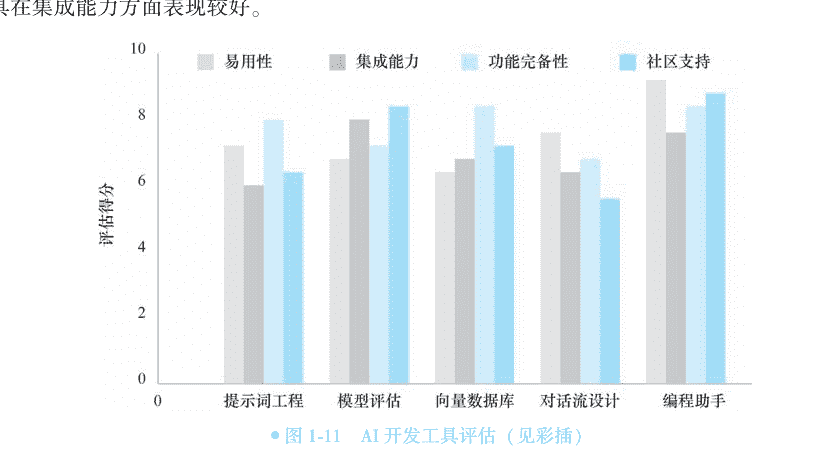 具在集成能力方面表现较好。
易用性 集成能力 功能完备性 社区支持
10
8
6
4
2
0
评估得分
0 提示词工程 模型评估 向量数据库 对话流设计 编程助手
●图 1-11 AI 开发工具评估（见彩插）